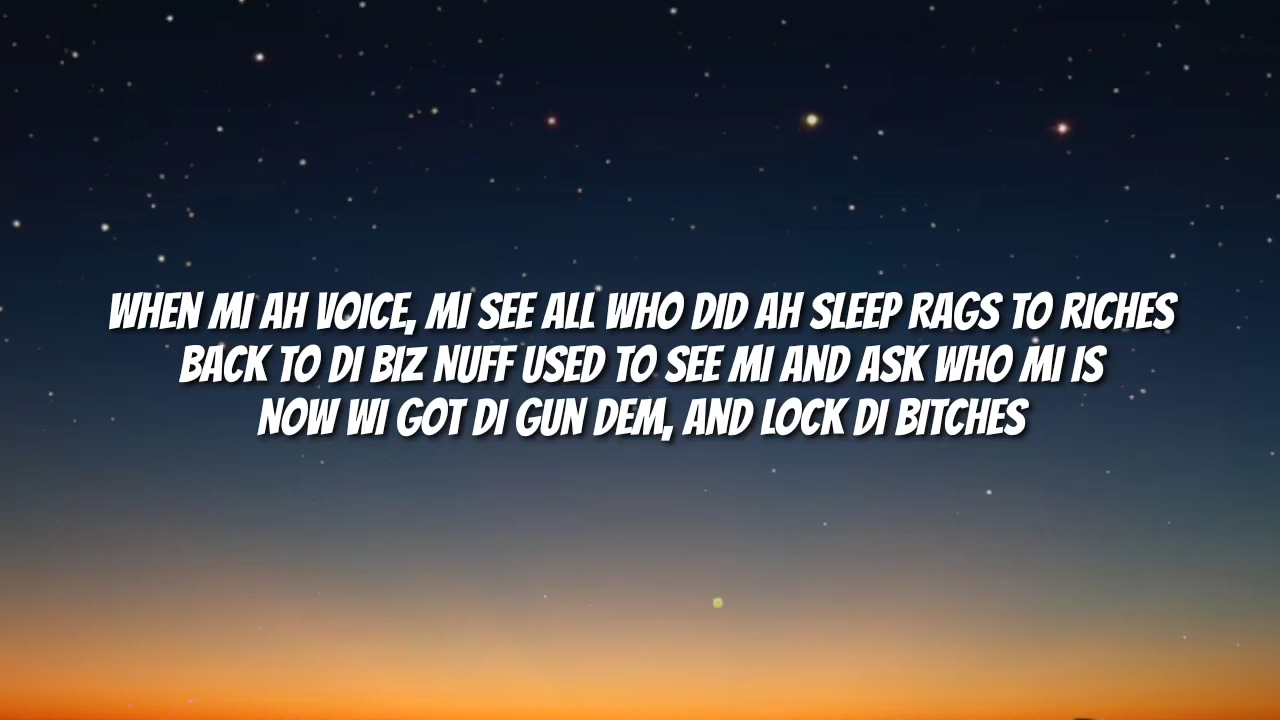 WHEN MI AH VOICE, MI SEE ALL WHO DID AH SLEEP RAGS TO RICHES
BACK TO DI BIZ NUFF USED TO SEE MI AND ASK WHO MI IS
NOW WI GOT DI GUN DEM, AND LOCK DI BITCHES